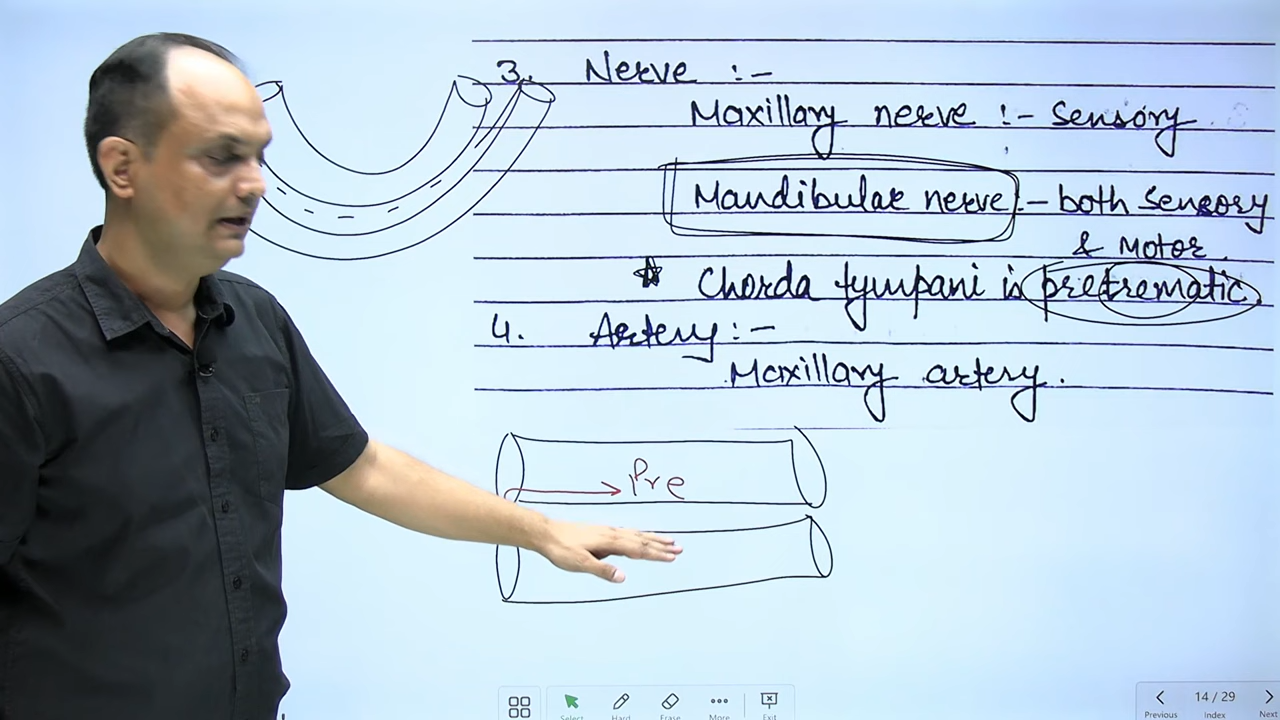 3. Nerve :-
Maxillary nerve :- Sensory
Mandibular nerve :- both Sensory
& Motor.
☆ Chorda tympani is pretrematic
4. Artery :-
Maxillary artery.
Pre
Select
Hard
Erase
More
Exit
14 / 29
Previous
Index
Next